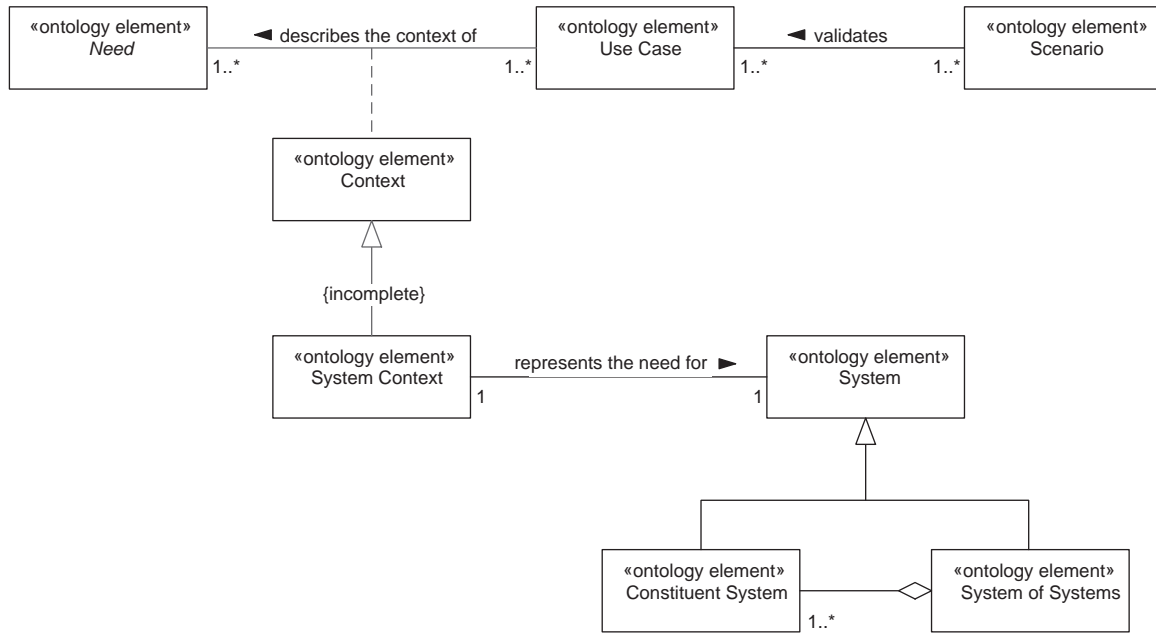 «ontology element»
Need
◄ describes the context of
1..*
1..*
«ontology element»
Use Case
◄ validates
1..*
1..*
«ontology element»
Scenario
«ontology element»
Context
{incomplete}
«ontology element»
System Context
represents the need for ►
1
1
«ontology element»
System
«ontology element»
Constituent System
1..*
«ontology element»
System of Systems